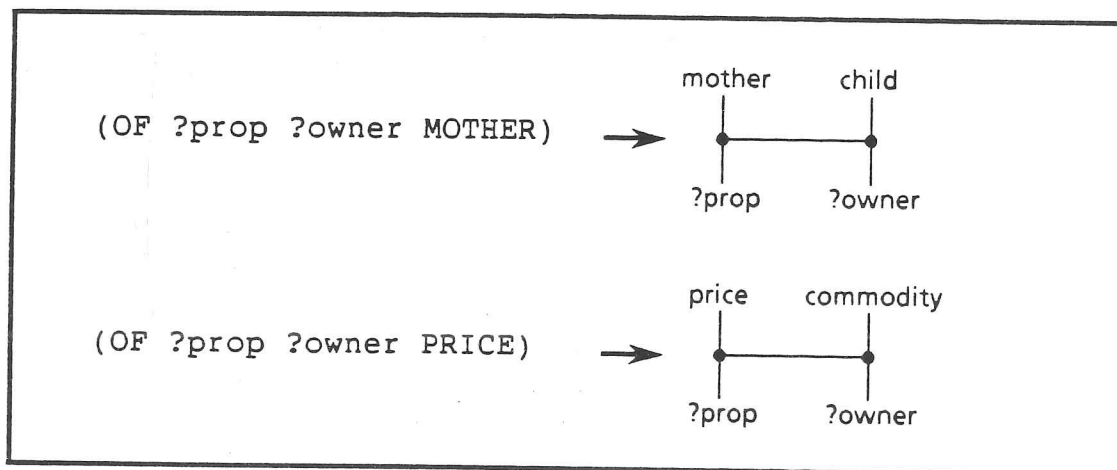 mother child
(OF ?prop ?owner MOTHER)
?prop ?owner
price commodity
(OF ?prop ?owner PRICE)
?prop ?owner